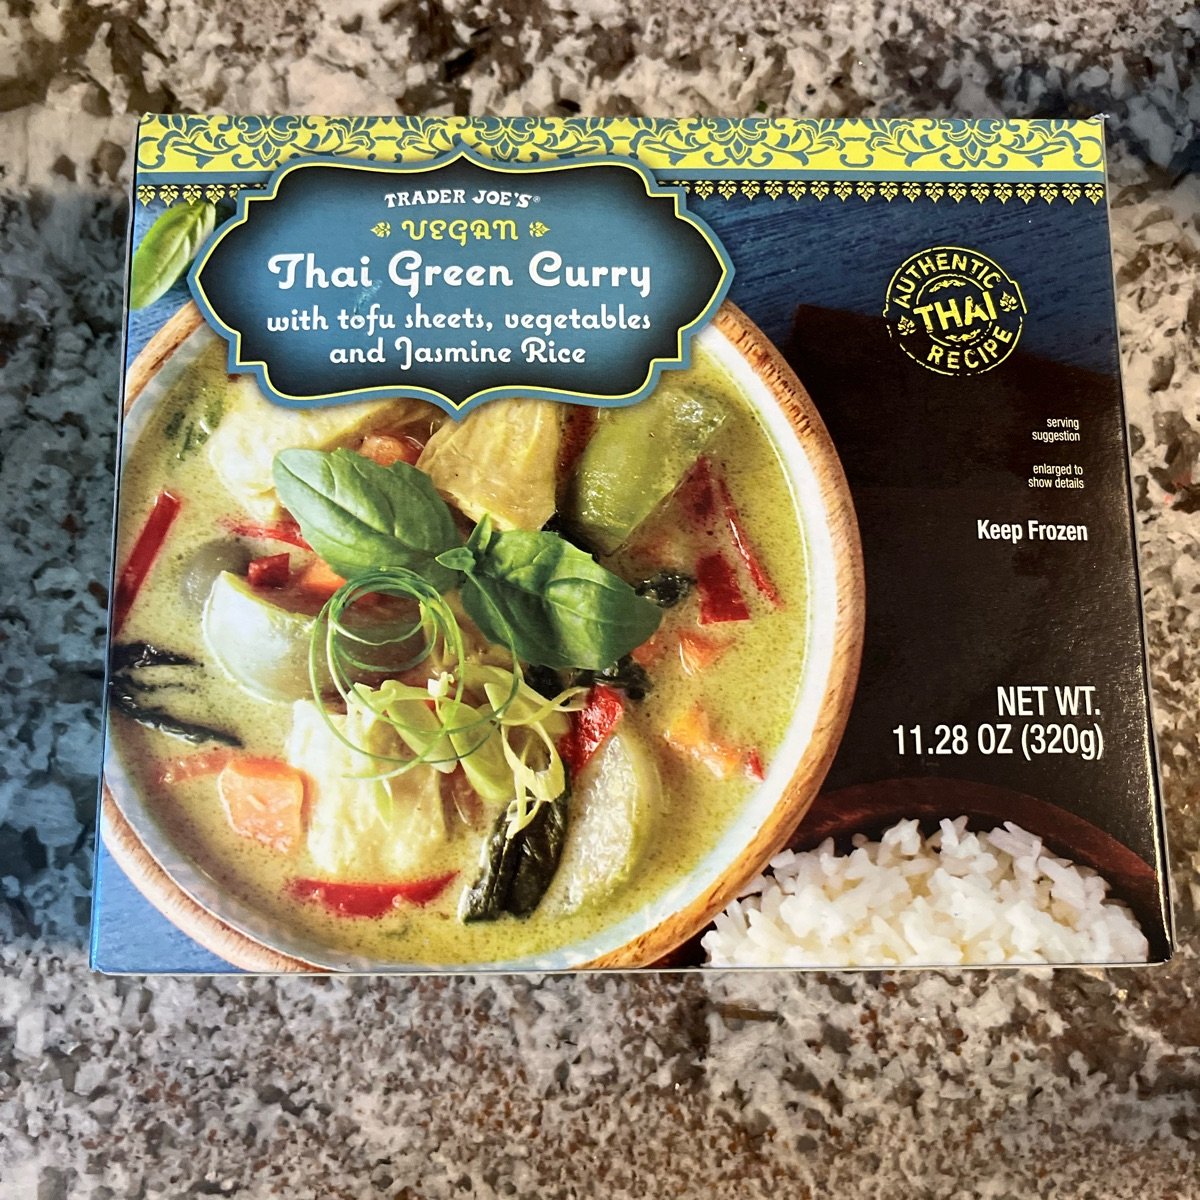 TRADER JOE'S®
VEGAN
Thai Green Curry
with tofu sheets, vegetables
and Jasmine Rice
AUTHENTIC
THAI
RECIPE
serving
suggestion
enlarged to
show details
Keep Frozen
NET WT.
11.28 OZ (320g)